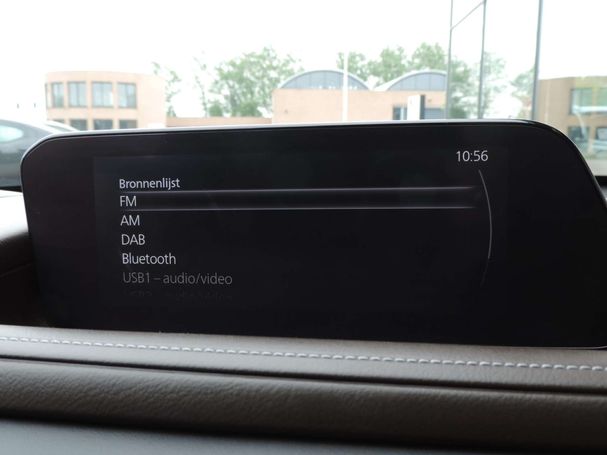 10:56
Bronnenlijst
FM
AM
DAB
Bluetooth
USB1 – audio/video